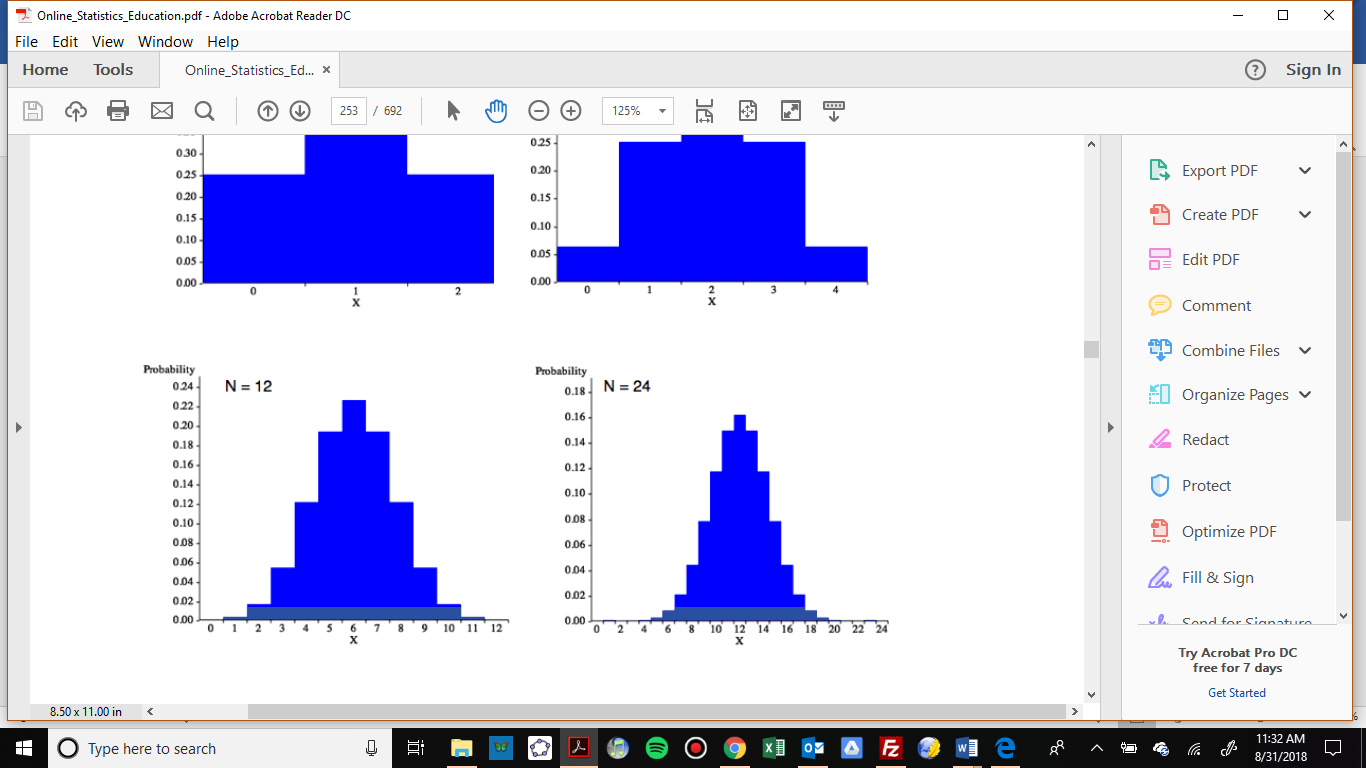 Online_Statistics_Education.pdf - Adobe Acrobat Reader DC
File Edit View Window Help
Home Tools Online_Statistics_Ed... × Sign In
253 / 692 125%
0.30
0.25
0.20
0.15
0.10
0.05
0.00
0 1 2
X
0.25
0.20
0.15
0.10
0.05
0.00
0 1 2 3 4
X
Probability
N = 12
0.24
0.22
0.20
0.18
0.16
0.14
0.12
0.10
0.08
0.06
0.04
0.02
0.00
0 1 2 3 4 5 6 7 8 9 10 11 12
X
Probability
N = 24
0.18
0.16
0.14
0.12
0.10
0.08
0.06
0.04
0.02
0.00
0 2 4 6 8 10 12 14 16 18 20 22 24
X
Export PDF
Create PDF
Edit PDF
Comment
Combine Files
Organize Pages
Redact
Protect
Optimize PDF
Fill & Sign
Send for Signature
Try Acrobat Pro DC
free for 7 days
Get Started
8.50 x 11.00 in
Type here to search
11:32 AM
8/31/2018